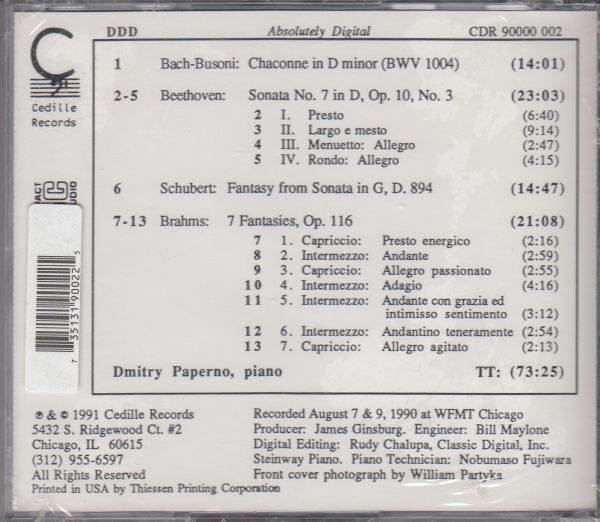 DDD Absolutely Digital CDR 90000 002
Cedille
Records
1 Bach-Busoni: Chaconne in D minor (BWV 1004) (14:01)
2-5 Beethoven: Sonata No. 7 in D, Op. 10, No. 3 (23:03)
2 I. Presto (6:40)
3 II. Largo e mesto (9:14)
4 III. Menuetto: Allegro (2:47)
5 IV. Rondo: Allegro (4:15)
6 Schubert: Fantasy from Sonata in G, D. 894 (14:47)
7-13 Brahms: 7 Fantasies, Op. 116 (21:08)
7 1. Capriccio: Presto energico (2:16)
8 2. Intermezzo: Andante (2:59)
9 3. Capriccio: Allegro passionato (2:55)
10 4. Intermezzo: Adagio (4:16)
11 5. Intermezzo: Andante con grazia ed
intimisso sentimento (3:12)
12 6. Intermezzo: Andantino teneramente (2:54)
13 7. Capriccio: Allegro agitato (2:13)
Dmitry Paperno, piano TT: (73:25)
7 35131 90022 5
℗ & © 1991 Cedille Records
5432 S. Ridgewood Ct. #2
Chicago, IL 60615
(312) 955-6597
All Rights Reserved
Printed in USA by Thiessen Printing Corporation
Recorded August 7 & 9, 1990 at WFMT Chicago
Producer: James Ginsburg. Engineer: Bill Maylone
Digital Editing: Rudy Chalupa, Classic Digital, Inc.
Steinway Piano. Piano Technician: Nobumaso Fujiwara
Front cover photograph by William Partyka